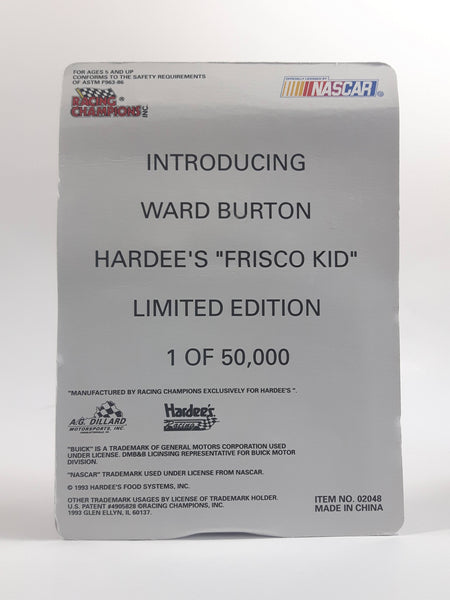 FOR AGES 5 AND UP
CONFORMS TO THE SAFETY REQUIREMENTS
OF ASTM F963-86
RACING CHAMPIONS INC.®
OFFICIALLY LICENSED BY
NASCAR®
INTRODUCING
WARD BURTON
HARDEE'S "FRISCO KID"
LIMITED EDITION
1 OF 50,000
"MANUFACTURED BY RACING CHAMPIONS EXCLUSIVELY FOR HARDEE'S ".
A.G. DILLARD
MOTORSPORTS, INC.
Hardee's
Racing
"BUICK" IS A TRADEMARK OF GENERAL MOTORS CORPORATION USED
UNDER LICENSE. DMB&B LICINSING REPRESENTATIVE FOR BUICK MOTOR
DIVISION.
"NASCAR" TRADEMARK USED UNDER LICENSE FROM NASCAR.
© 1993 HARDEE'S FOOD SYSTEMS, INC.
OTHER TRADEMARK USAGES BY LICENSE OF TRADEMARK HOLDER.
U.S. PATENT #4905828 ©RACING CHAMPIONS, INC.
1993 GLEN ELLYN, IL 60137.
ITEM NO. 02048
MADE IN CHINA